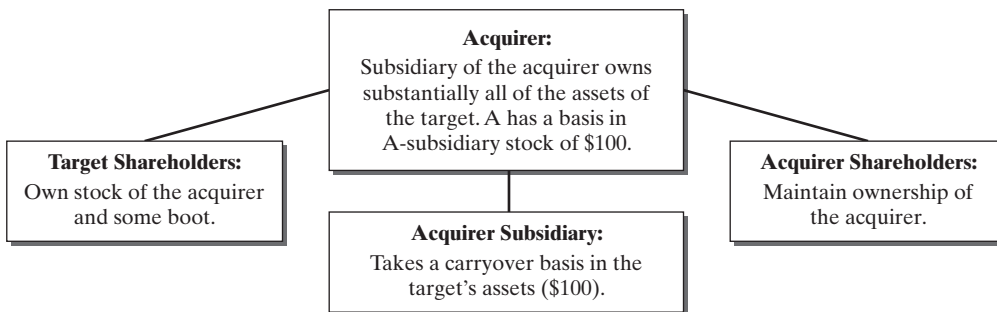 Acquirer:
Subsidiary of the acquirer owns
substantially all of the assets of
the target. A has a basis in
A-subsidiary stock of $100.
Target Shareholders:
Own stock of the acquirer
and some boot.
Acquirer Shareholders:
Maintain ownership of
the acquirer.
Acquirer Subsidiary:
Takes a carryover basis in the
target’s assets ($100).